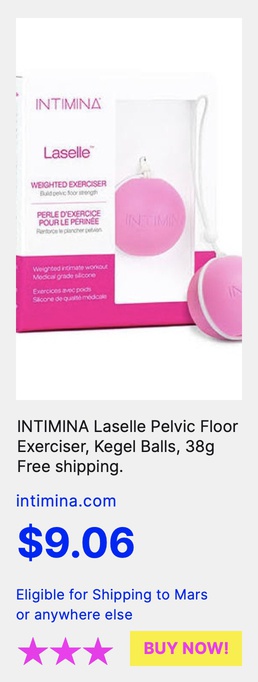 INTIMINA
Laselle™
WEIGHTED EXERCISER
Build pelvic floor strength
PERLE D'EXERCICE
POUR LE PÉRINÉE
Renforce le plancher pelvien
Weighted intimate workout
Medical grade silicone
Exercices avec poids
Silicone de qualité médicale
INTIMINA
IN
INTIMINA Laselle Pelvic Floor
Exerciser, Kegel Balls, 38g
Free shipping.
intimina.com
$9.06
Eligible for Shipping to Mars
or anywhere else
BUY NOW!